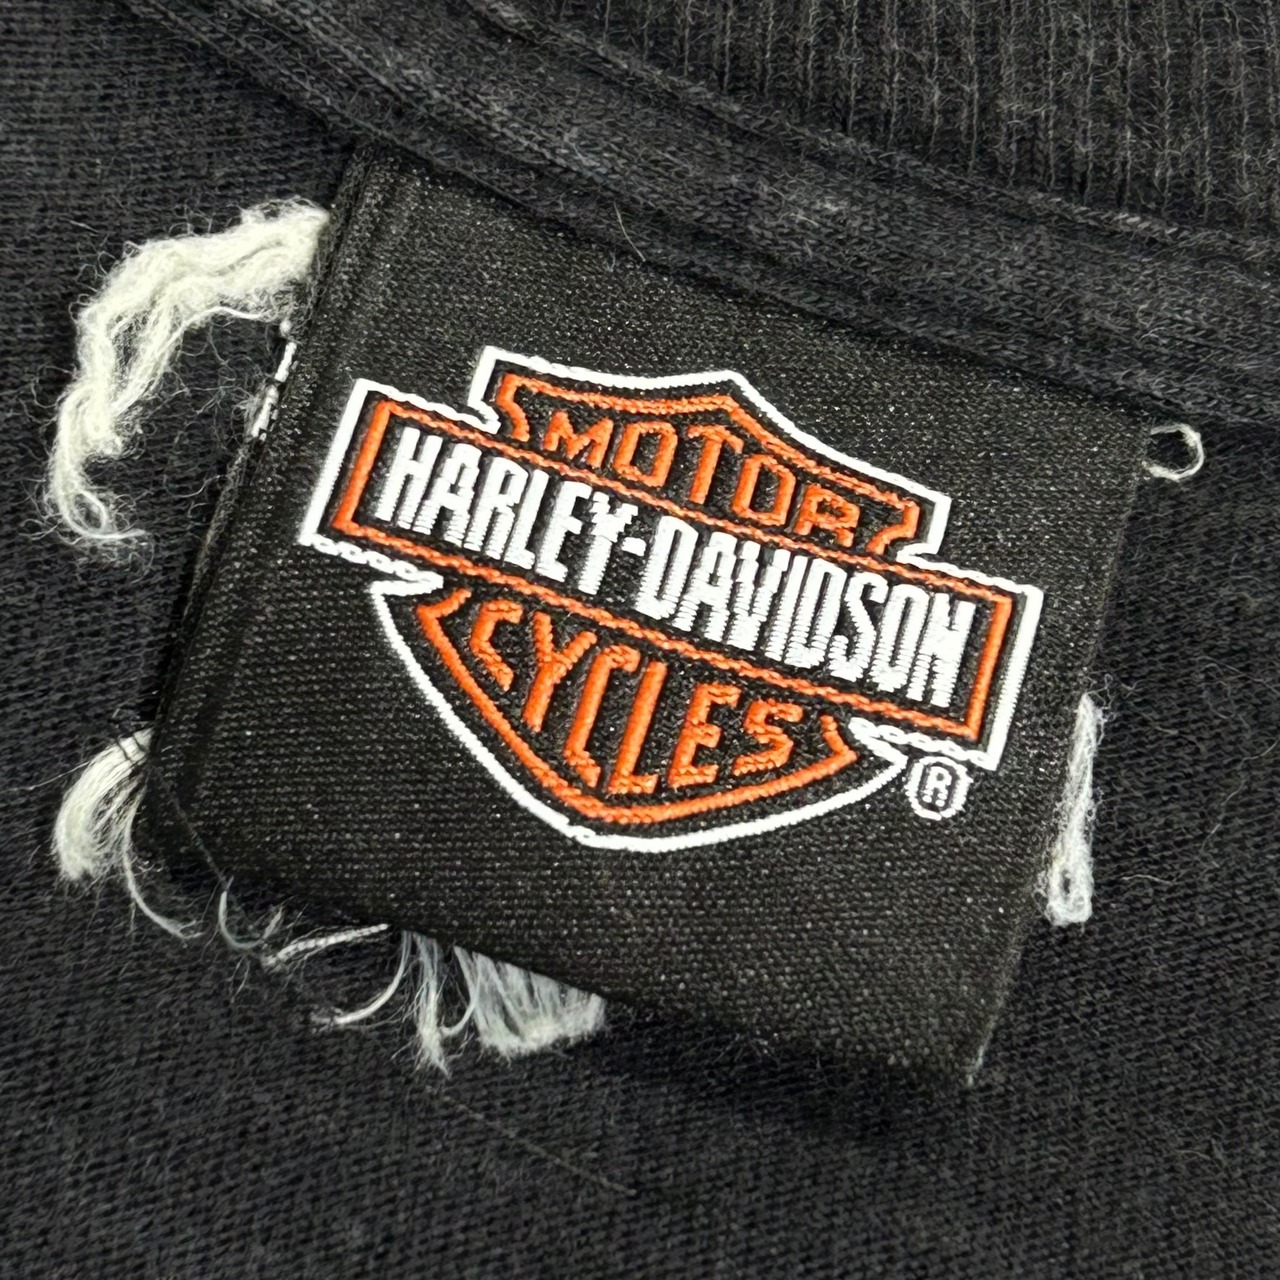 MOTOR
HARLEY-DAVIDSON
CYCLES
®